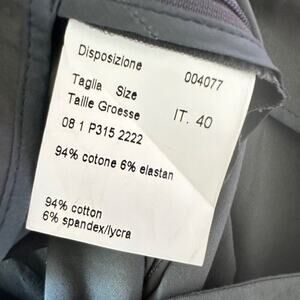 Disposizione 004077
Taglia Size
Taille Groesse IT. 40
08 1 P315 2222
94% cotone 6% elastan
94% cotton
6% spandex/lycra